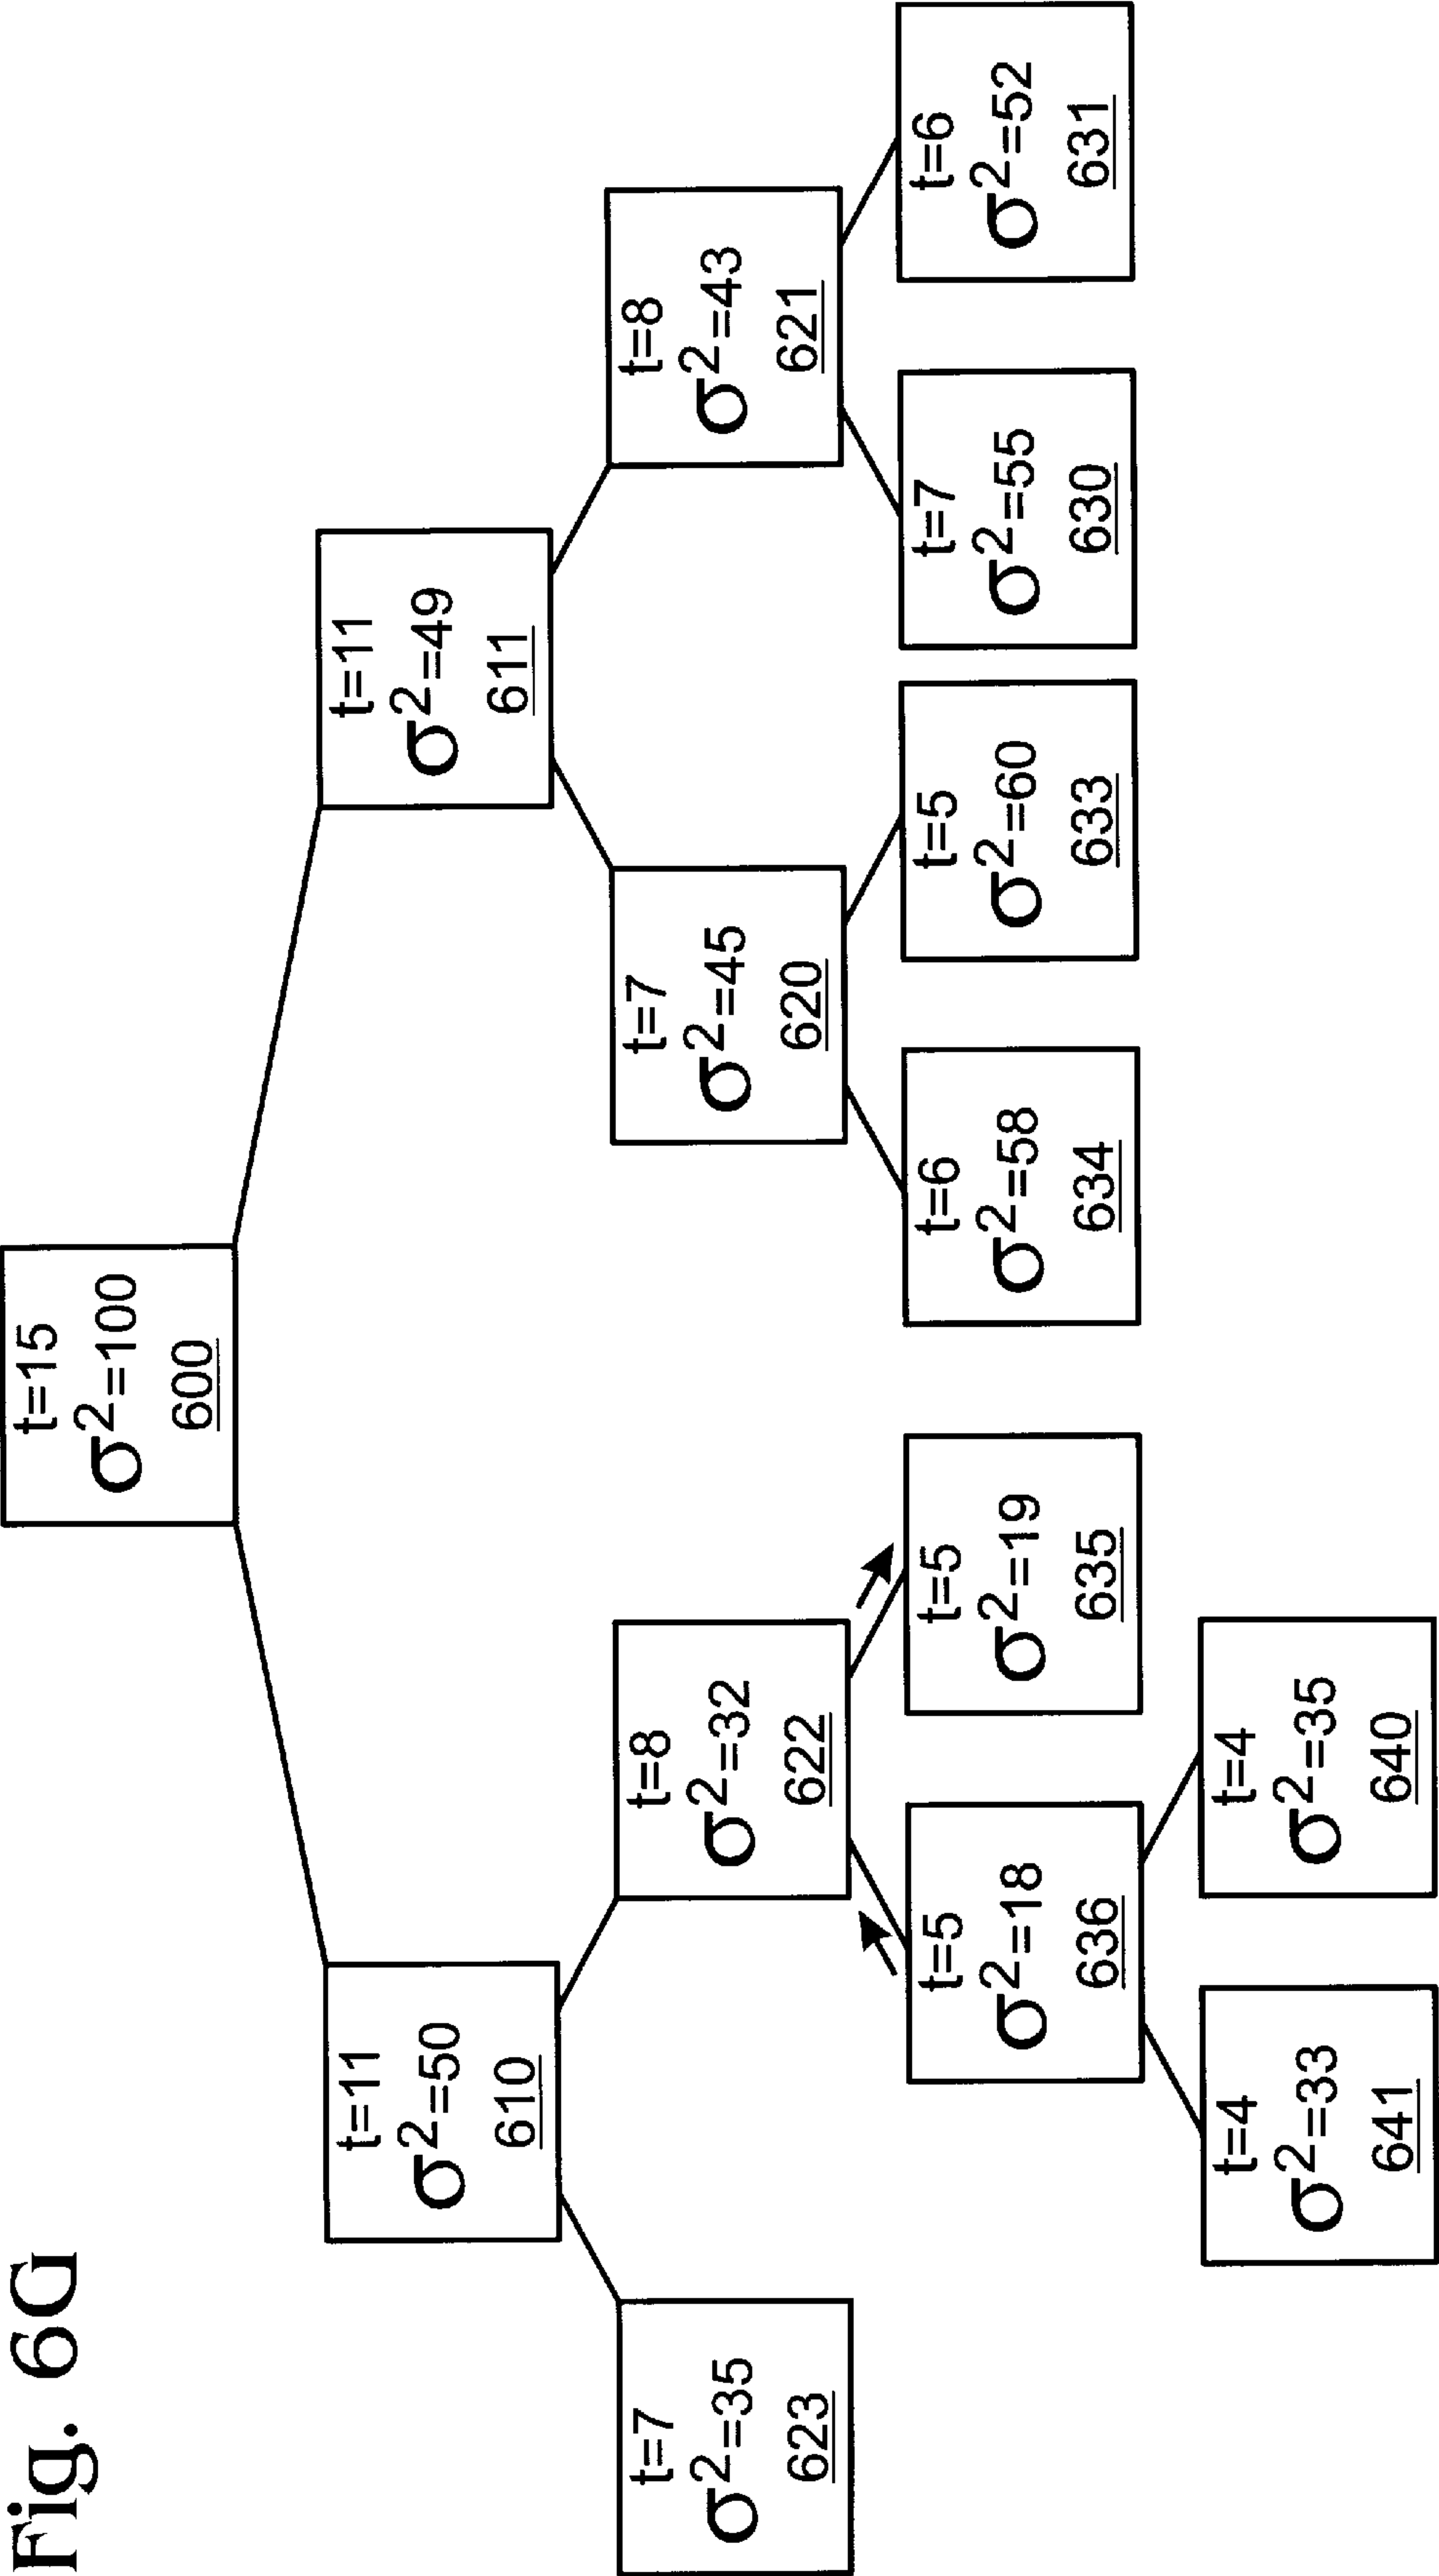 Fig. 6G
t=15
σ²=100
600
t=11
σ²=50
610
t=11
σ²=49
611
t=7
σ²=35
623
t=8
σ²=32
622
t=7
σ²=45
620
t=8
σ²=43
621
t=5
σ²=18
636
t=5
σ²=19
635
t=6
σ²=58
634
t=5
σ²=60
633
t=7
σ²=55
630
t=6
σ²=52
631
t=4
σ²=33
641
t=4
σ²=35
640